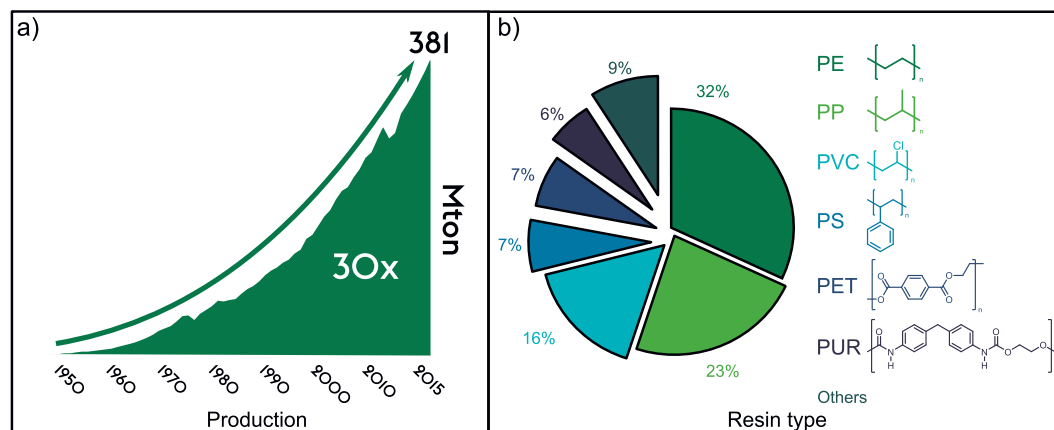 a)
381
Mton
30x
1950
1960
1970
1980
1990
2000
2010
2015
Production
b)
9%
32%
6%
7%
7%
16%
23%
PE
n
PP
n
PVC
Cl
n
PS
n
PET
O
O
O
O
n
PUR
O
N
H
N
H
O
O
O
n
Others
Resin type